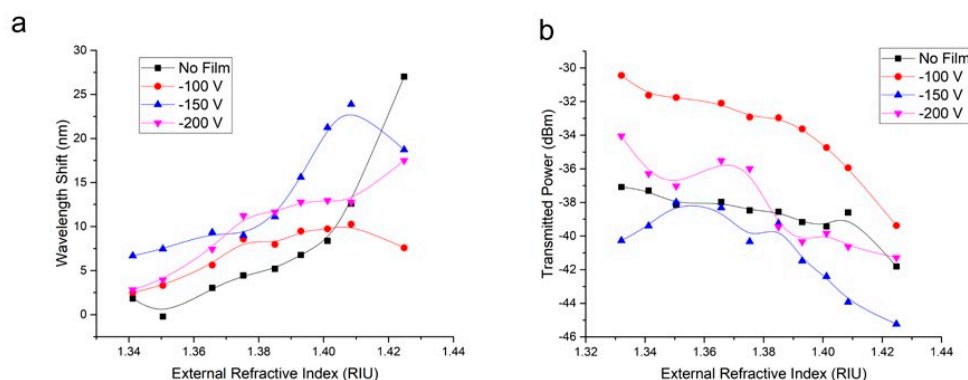 a
Wavelength Shift (nm)
30
25
20
15
10
5
0
No Film
-100 V
-150 V
-200 V
1.34
1.36
1.38
1.40
1.42
1.44
External Refractive Index (RIU)
b
Transmitted Power (dBm)
-30
-32
-34
-36
-38
-40
-42
-44
-46
No Film
-100 V
-150 V
-200 V
1.32
1.34
1.36
1.38
1.40
1.42
1.44
External Refractive Index (RIU)